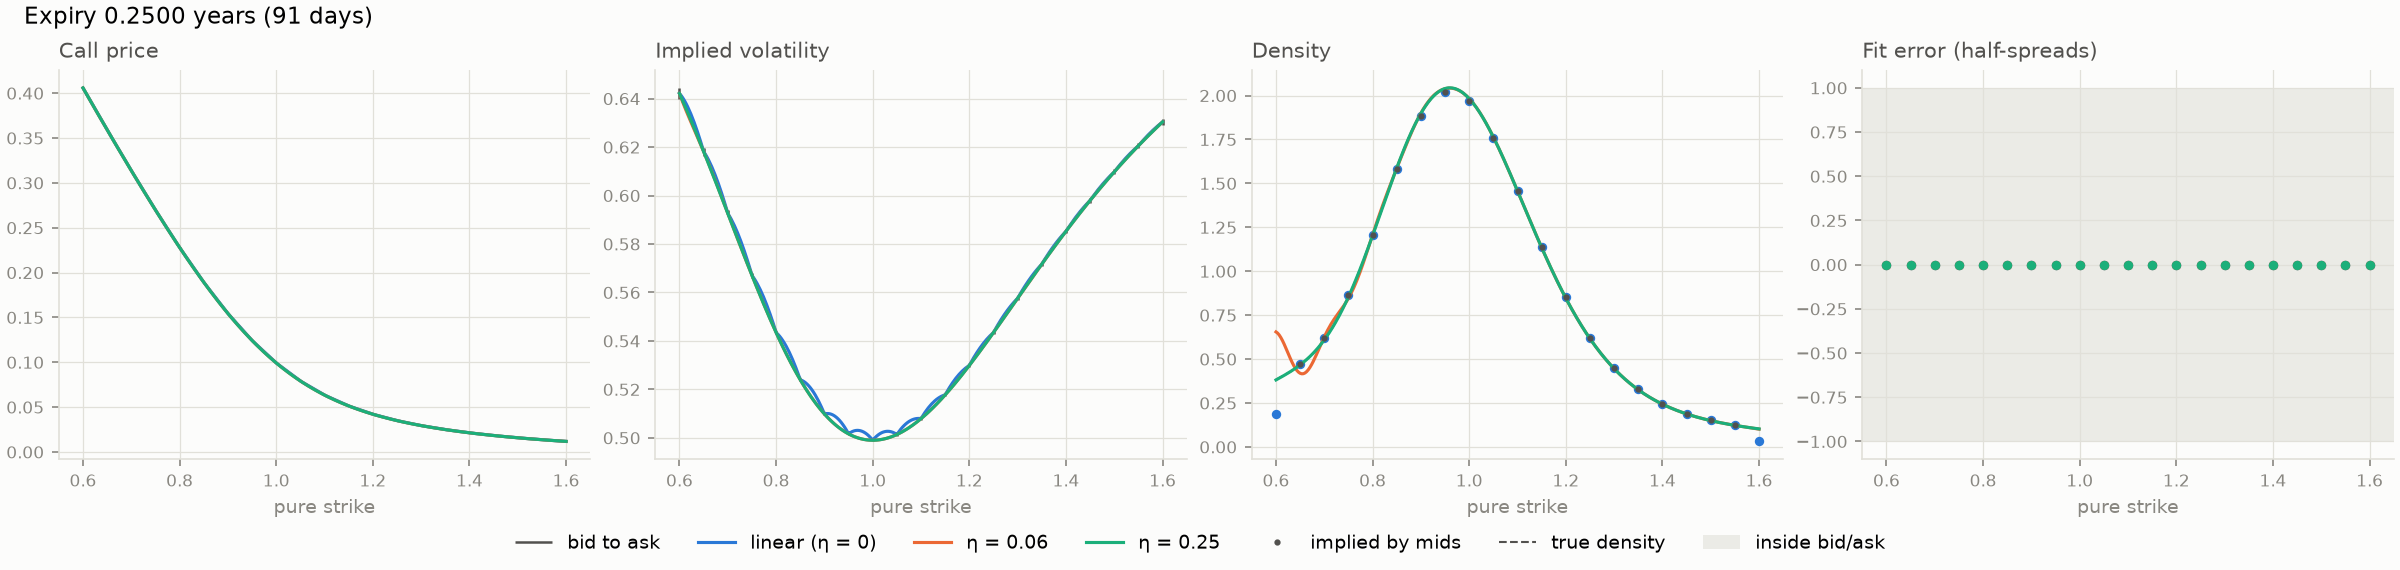 Expiry 0.2500 years (91 days)
Call price
0.40
0.35
0.30
0.25
0.20
0.15
0.10
0.05
0.00
0.6 0.8 1.0 1.2 1.4 1.6
pure strike
Implied volatility
0.64
0.62
0.60
0.58
0.56
0.54
0.52
0.50
0.6 0.8 1.0 1.2 1.4 1.6
pure strike
Density
2.00
1.75
1.50
1.25
1.00
0.75
0.50
0.25
0.00
0.6 0.8 1.0 1.2 1.4 1.6
pure strike
Fit error (half-spreads)
1.00
0.75
0.50
0.25
0.00
−0.25
−0.50
−0.75
−1.00
0.6 0.8 1.0 1.2 1.4 1.6
pure strike
bid to ask linear (η = 0) η = 0.06 η = 0.25 implied by mids true density inside bid/ask